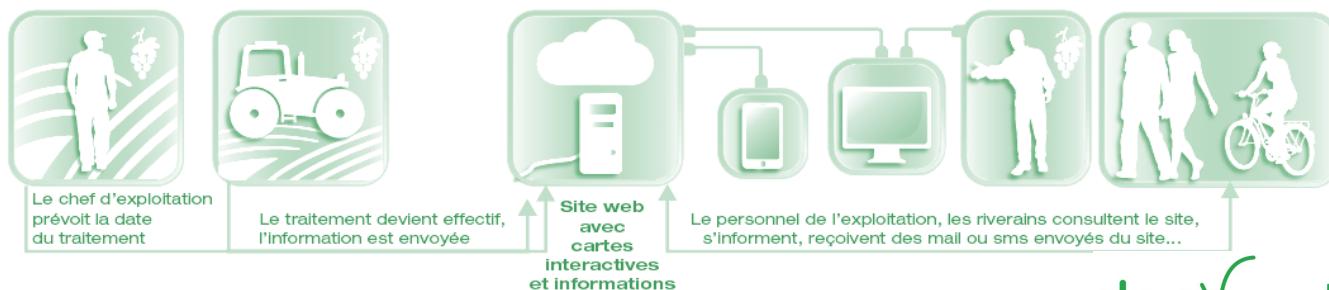 Le chef d'exploitation
prévoit la date
du traitement
Le traitement devient effectif,
l'information est envoyée
Site web
avec
cartes
interactives
et informations
Le personnel de l'exploitation, les riverains consultent le site,
s'informent, reçoivent des mail ou sms envoyés du site...